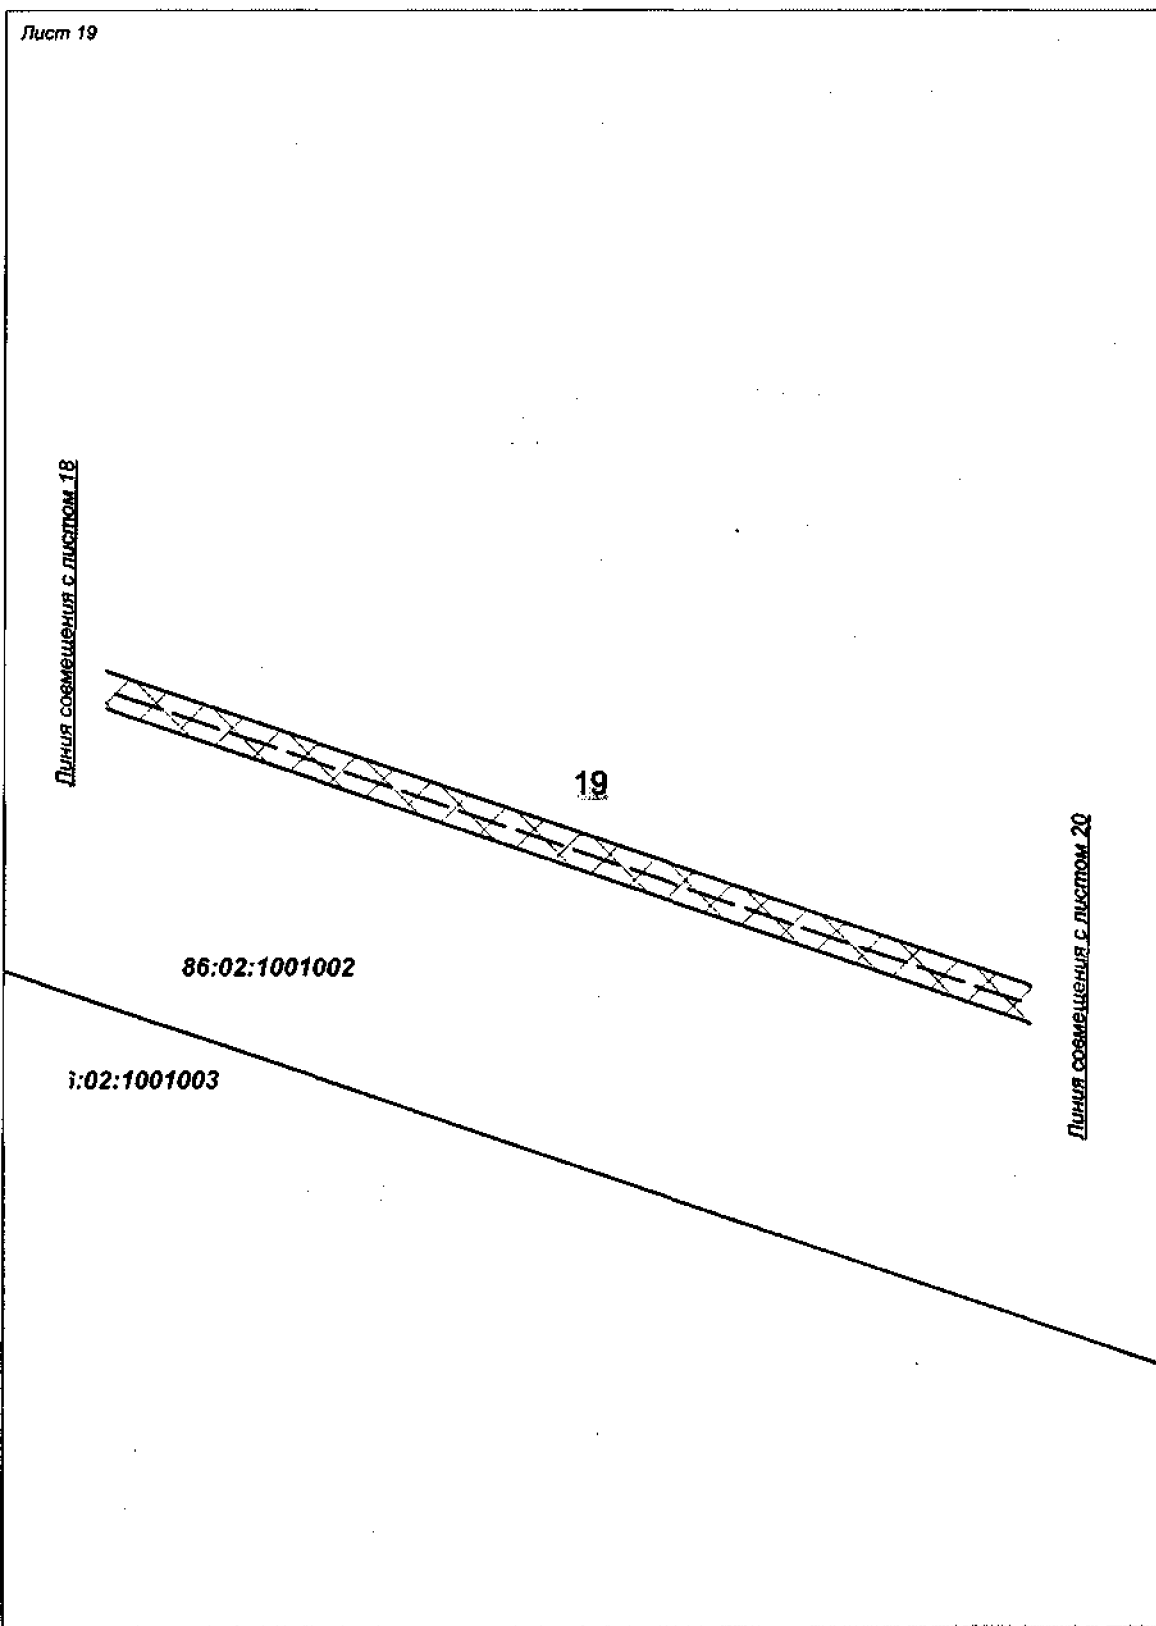 Лист 19
Линия совмещения с листом 18
19
Линия совмещения с листом 20
86:02:1001002
:02:1001003